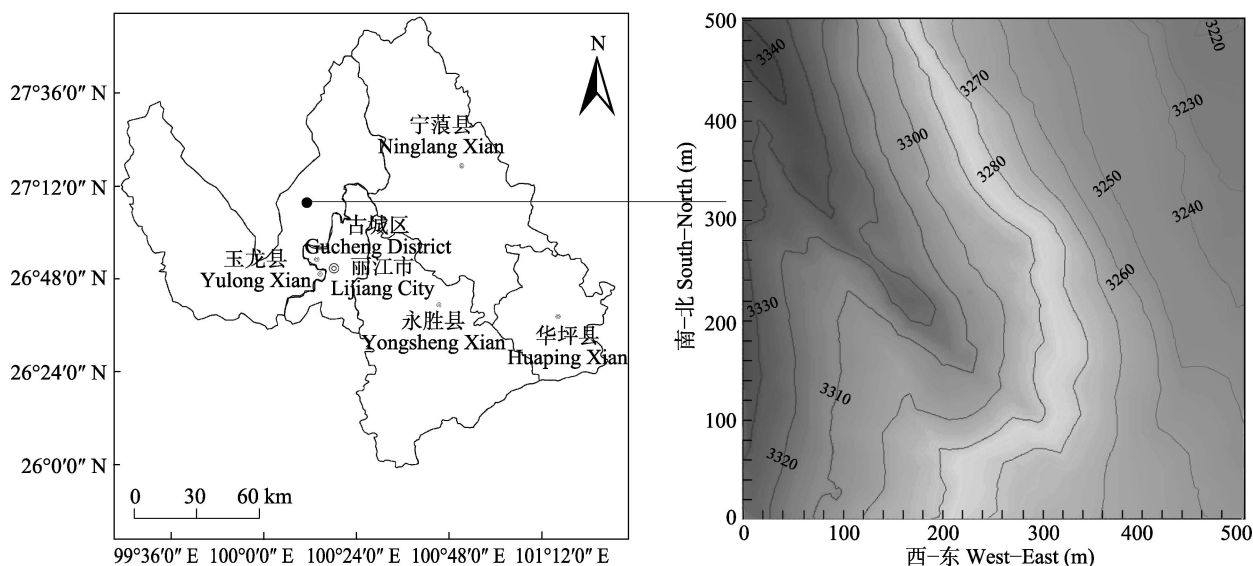 27°36′0″ N
27°12′0″ N
26°48′0″ N
26°24′0″ N
26°0′0″ N
N
宁蒗县
Ninglang Xian
古城区
Gucheng District
玉龙县
Yulong Xian
丽江市
Lijiang City
永胜县
Yongsheng Xian
华坪县
Huaping Xian
0 30 60 km
99°36′0″ E 100°0′0″ E 100°24′0″ E 100°48′0″ E 101°12′0″ E
南−北 South−North (m)
500
400
300
200
100
0
3340
3220
3270
3230
3300
3280
3250
3240
3260
3330
3310
3320
0 100 200 300 400 500
西−东 West−East (m)